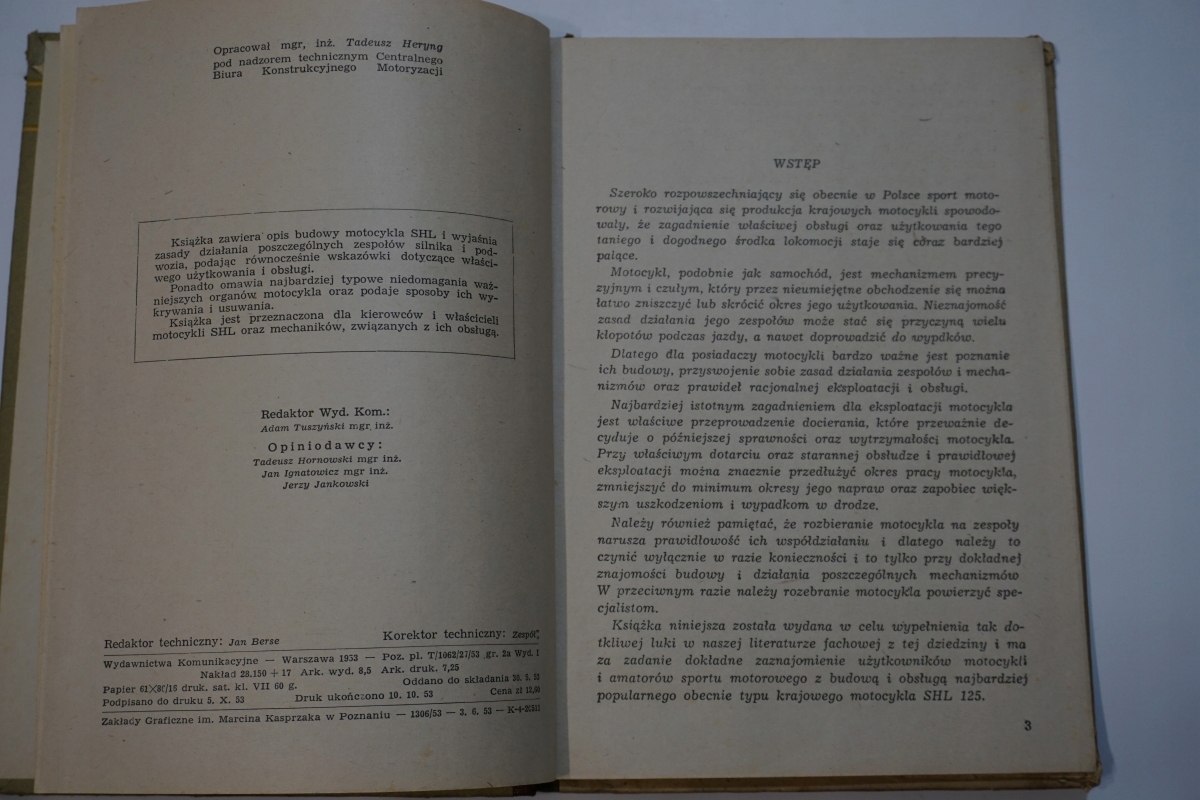 Opracował mgr, inż. Tadeusz Heryng
pod nadzorem technicznym Centralnego
Biura Konstrukcyjnego Motoryzacji
Książka zawiera opis budowy motocykla SHL i wyjaśnia
zasady działania poszczególnych zespołów silnika i pod-
wozia, podając równocześnie wskazówki dotyczące właści-
wego użytkowania i obsługi.
Ponadto omawia najbardziej typowe niedomagania waż-
niejszych organów motocykla oraz podaje sposoby ich wy-
krywania i usuwania.
Książka jest przeznaczona dla kierowców i właścicieli
motocykli SHL oraz mechaników, związanych z ich obsługą.
Redaktor Wyd. Kom.:
Adam Tuszyński mgr inż.
Opiniodawcy:
Tadeusz Hornowski mgr inż.
Jan Ignatowicz mgr inż.
Jerzy Jankowski
Redaktor techniczny: Jan Berse Korektor techniczny: Zespół
Wydawnictwa Komunikacyjne — Warszawa 1953 — Poz. pl. T/1062/27/53 gr. 2a Wyd. I
Nakład 28.150 + 17 Ark. wyd. 8,5 Ark. druk. 7,25
Papier 61×86/16 druk. sat. kl. VII 60 g. Oddano do składania
Podpisano do druku 5. X. 53 Druk ukończono 10. 10. 53 Cena zł
Zakłady Graficzne im. Marcina Kasprzaka w Poznaniu — 1306/53 — 2. 6. 53 —
WSTĘP
Szeroko rozpowszechniający się obecnie w Polsce sport moto-
rowy i rozwijająca się produkcja krajowych motocykli spowodo-
wały, że zagadnienie właściwej obsługi oraz użytkowania tego
taniego i dogodnego środka lokomocji staje się coraz bardziej
palące.
Motocykl, podobnie jak samochód, jest mechanizmem precy-
zyjnym i czułym, który przez nieumiejętne obchodzenie się można
łatwo zniszczyć lub skrócić okres jego użytkowania. Nieznajomość
zasad działania jego zespołów może stać się przyczyną wielu
kłopotów podczas jazdy, a nawet doprowadzić do wypdków.
Dlatego dla posiadaczy motocykli bardzo ważne jest poznanie
ich budowy, przyswojenie sobie zasad działania zespołów i mecha-
nizmów oraz prawideł racjonalnej eksploatacji i obsługi.
Najbardziej istotnym zagadnieniem dla eksploatacji motocykla
jest właściwe przeprowadzenie docierania, które przeważnie de-
cyduje o późniejszej sprawności oraz wytrzymałości motocykla.
Przy właściwym dotarciu oraz starannej obsłudze i prawidłowej
eksploatacji można znacznie przedłużyć okres pracy motocykla,
zmniejszyć do minimum okresy jego napraw oraz zapobiec więk-
szym uszkodzeniom i wypadkom w drodze.
Należy również pamiętać, że rozbieranie motocykla na zespoły
narusza prawidłowość ich współdziałaniu i dlatego należy to
czynić wyłącznie w razie konieczności i to tylko przy dokładnej
znajomości budowy i działania poszczególnych mechanizmów
W przeciwnym razie należy rozebranie motocykla powierzyć spe-
cjalistom.
Książka niniejsza została wydana w celu wypełnienia tak do-
tkliwej luki w naszej literaturze fachowej z tej dziedziny i ma
za zadanie dokładne zaznajomienie użytkowników motocykli
i amatorów sportu motorowego z budową i obsługą najbardziej
popularnego obecnie typu krajowego motocykla SHL 125.
3